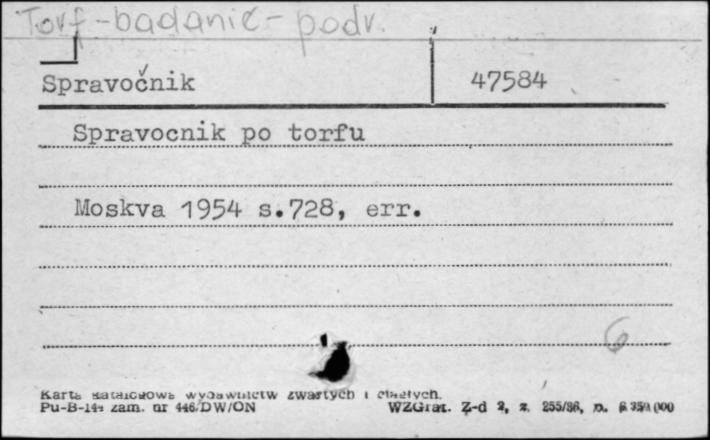 Torf-badanie-podr.
Spravočnik 47584
Spravocnik po torfu
Moskva 1954 s.728, err.
6
Karta katalogowa wydawnictw zwartych i ciągłych.
Pu-B-144 zam. nr 446/DW/ON WZGraf. Z-d 2, z. 255/86, n.